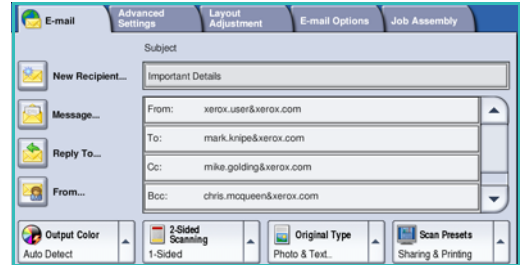 E-mail
Advanced
Settings
Layout
Adjustment
E-mail Options
Job Assembly
Subject
New Recipient...
Important Details
Message...
From: xerox.user&xerox.com
Reply To...
To: mark.knipe&xerox.com
Cc: mike.golding&xerox.com
From...
Bcc: chris.mcqueen&xerox.com
Output Color
Auto Detect
2-Sided
Scanning
1-Sided
Original Type
Photo & Text..
Scan Presets
Sharing & Printing